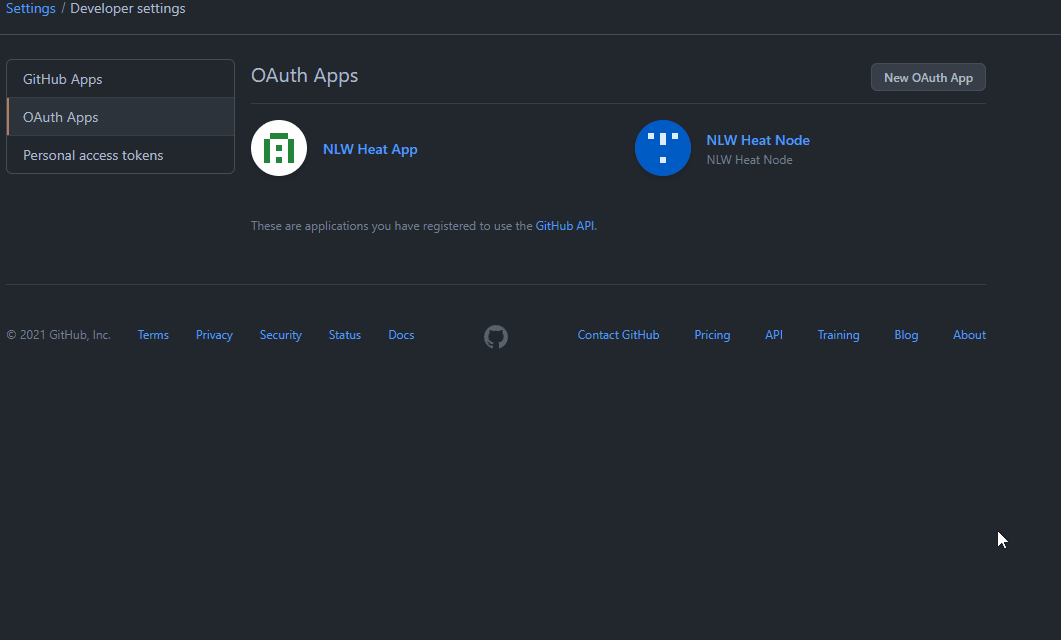 Settings / Developer settings
GitHub Apps
OAuth Apps
Personal access tokens
OAuth Apps
New OAuth App
NLW Heat App
NLW Heat Node
NLW Heat Node
These are applications you have registered to use the GitHub API.
© 2021 GitHub, Inc. Terms Privacy Security Status Docs Contact GitHub Pricing API Training Blog About